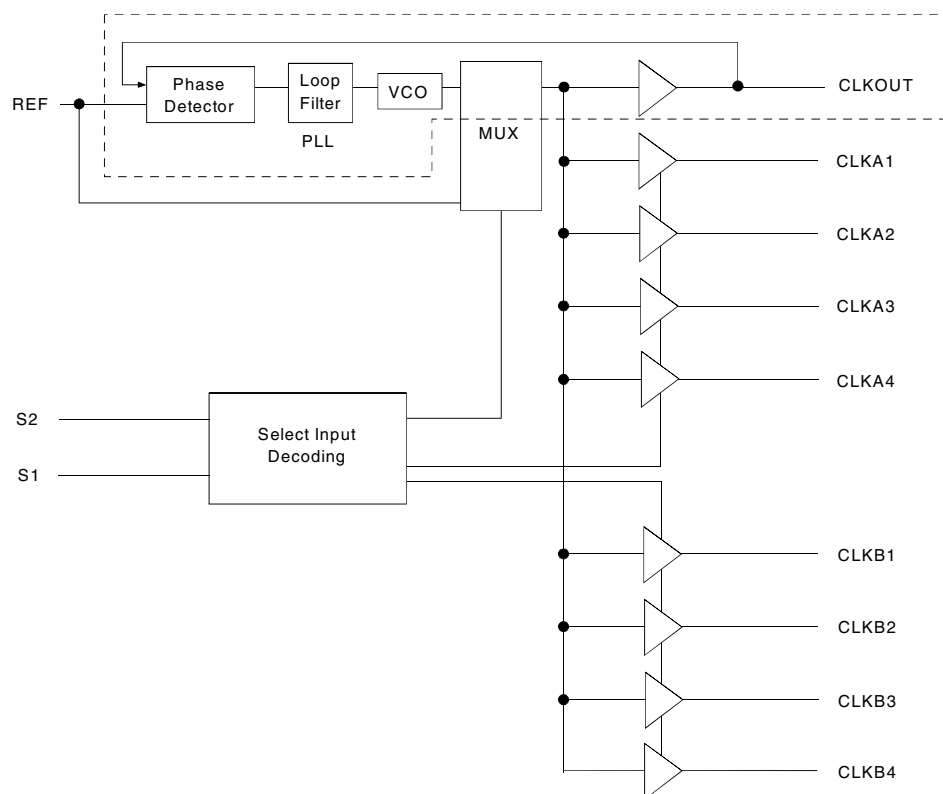 REF
Phase
Detector
Loop
Filter
VCO
PLL
MUX
CLKOUT
CLKA1
CLKA2
CLKA3
CLKA4
S2
S1
Select Input
Decoding
CLKB1
CLKB2
CLKB3
CLKB4